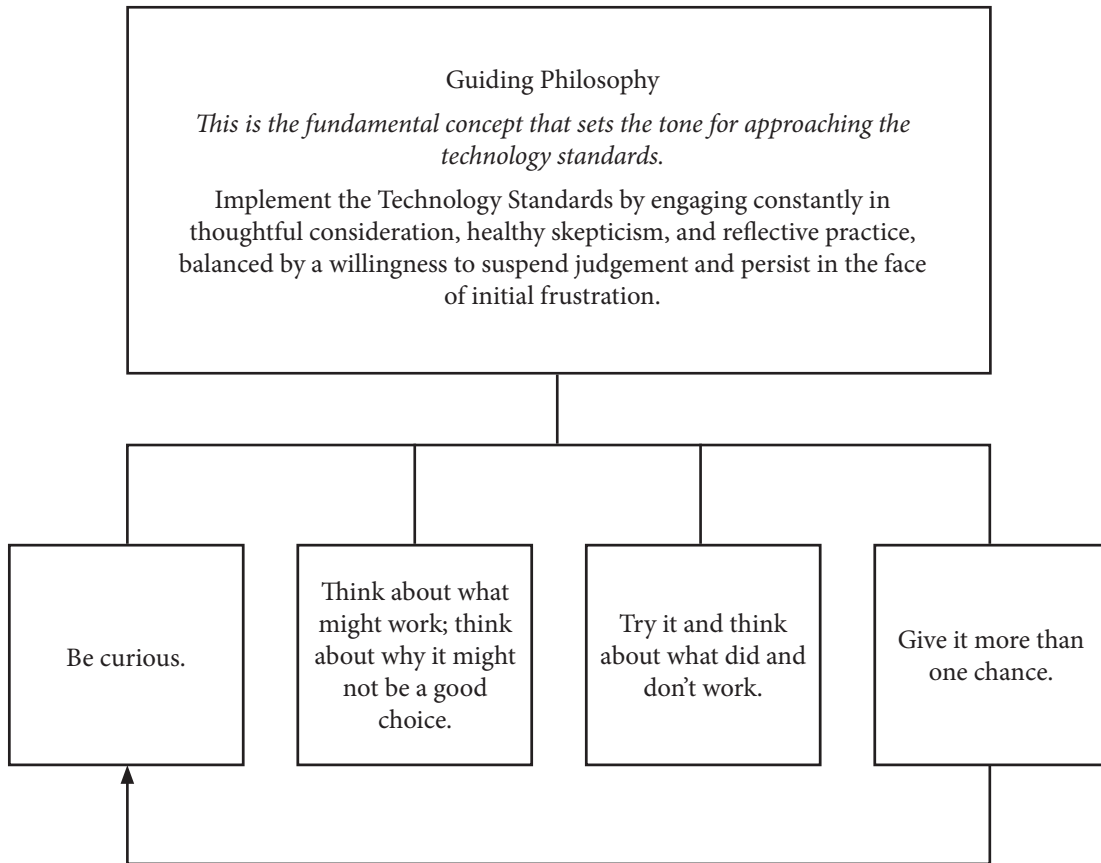 Guiding Philosophy
This is the fundamental concept that sets the tone for approaching the
technology standards.
Implement the Technology Standards by engaging constantly in
thoughtful consideration, healthy skepticism, and reflective practice,
balanced by a willingness to suspend judgement and persist in the face
of initial frustration.
Be curious.
Think about what
might work; think
about why it might
not be a good
choice.
Try it and think
about what did and
don’t work.
Give it more than
one chance.